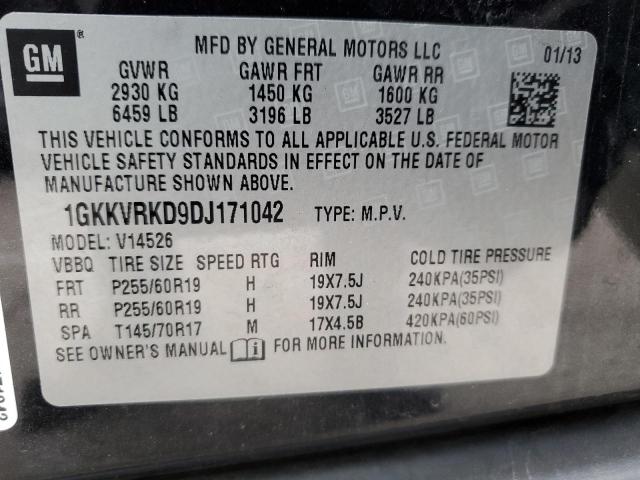 GM
MFD BY GENERAL MOTORS LLC 01/13
GVWR GAWR FRT GAWR RR
2930 KG 1450 KG 1600 KG
6459 LB 3196 LB 3527 LB
THIS VEHICLE CONFORMS TO ALL APPLICABLE U.S. FEDERAL MOTOR
VEHICLE SAFETY STANDARDS IN EFFECT ON THE DATE OF
MANUFACTURE SHOWN ABOVE.
1GKKVRKD9DJ171042 TYPE: M.P.V.
MODEL: V14526
VBBQ TIRE SIZE SPEED RTG RIM COLD TIRE PRESSURE
FRT P255/60R19 H 19X7.5J 240KPA(35PSI)
RR P255/60R19 H 19X7.5J 240KPA(35PSI)
SPA T145/70R17 M 17X4.5B 420KPA(60PSI)
SEE OWNER'S MANUAL i FOR MORE INFORMATION.